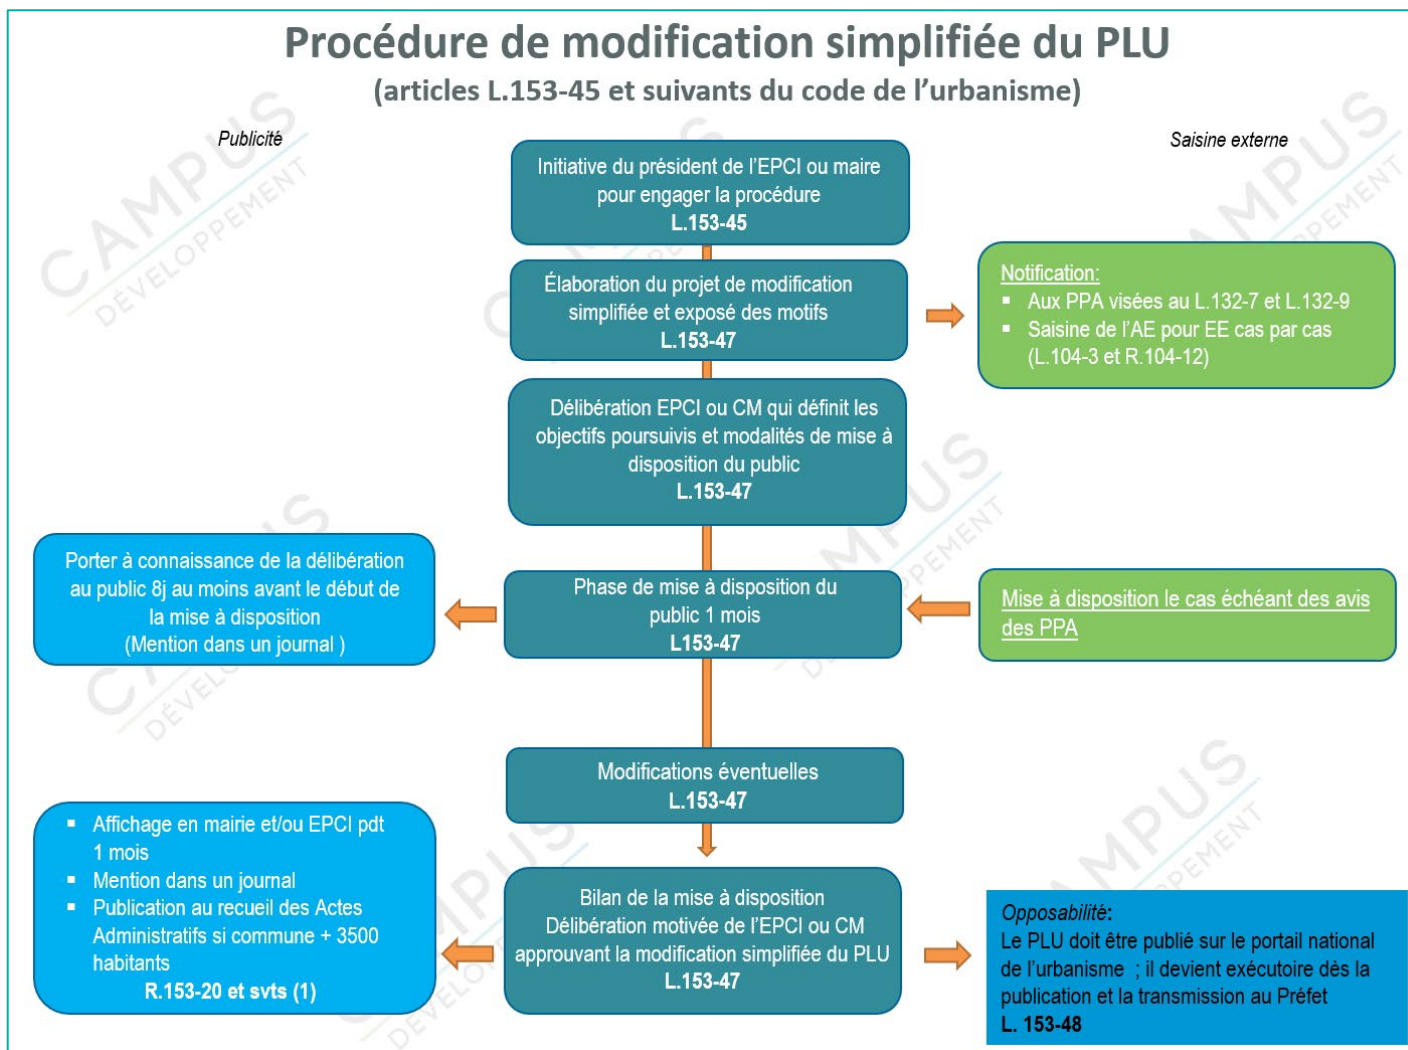 Procédure de modification simplifiée du PLU
(articles L.153-45 et suivants du code de l'urbanisme)
Publicité
Saisine externe
Initiative du président de l'EPCI ou maire
pour engager la procédure
L.153-45
Élaboration du projet de modification
simplifiée et exposé des motifs
L.153-47
Notification:
▪ Aux PPA visées au L.132-7 et L.132-9
▪ Saisine de l'AE pour EE cas par cas
(L.104-3 et R.104-12)
Délibération EPCI ou CM qui définit les
objectifs poursuivis et modalités de mise à
disposition du public
L.153-47
Porter à connaissance de la délibération
au public 8j au moins avant le début de
la mise à disposition
(Mention dans un journal )
Phase de mise à disposition du
public 1 mois
L153-47
Mise à disposition le cas échéant des avis
des PPA
Modifications éventuelles
L.153-47
▪ Affichage en mairie et/ou EPCI pdt
1 mois
▪ Mention dans un journal
▪ Publication au recueil des Actes
Administratifs si commune + 3500
habitants
R.153-20 et svts (1)
Bilan de la mise à disposition
Délibération motivée de l'EPCI ou CM
approuvant la modification simplifiée du PLU
L.153-47
Opposabilité:
Le PLU doit être publié sur le portail national
de l'urbanisme ; il devient exécutoire dès la
publication et la transmission au Préfet
L. 153-48
CAMPUS
DÉVELOPPEMENT